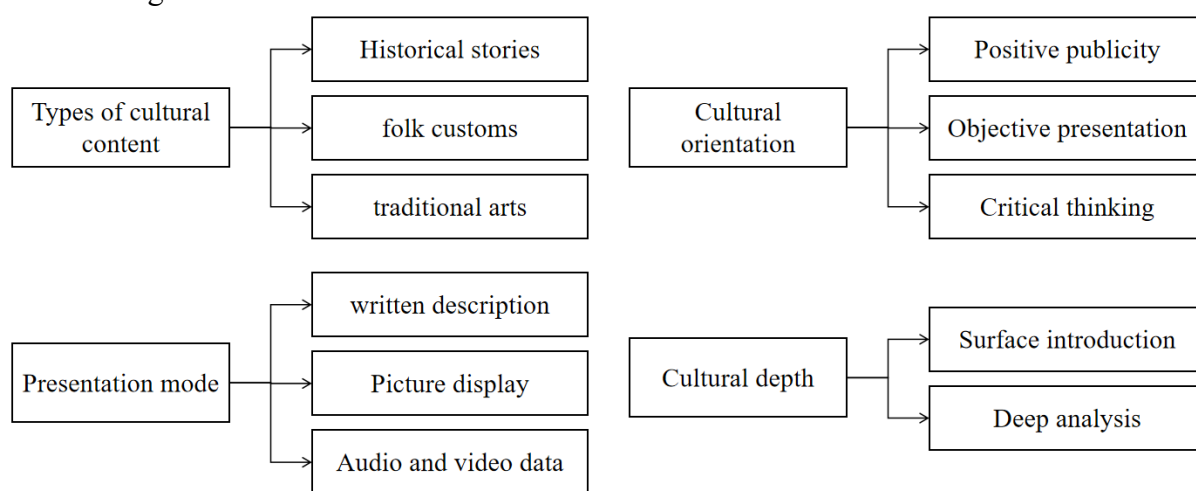 Types of cultural
content
Historical stories
folk customs
traditional arts
Cultural
orientation
Positive publicity
Objective presentation
Critical thinking
Presentation mode
written description
Picture display
Audio and video data
Cultural depth
Surface introduction
Deep analysis